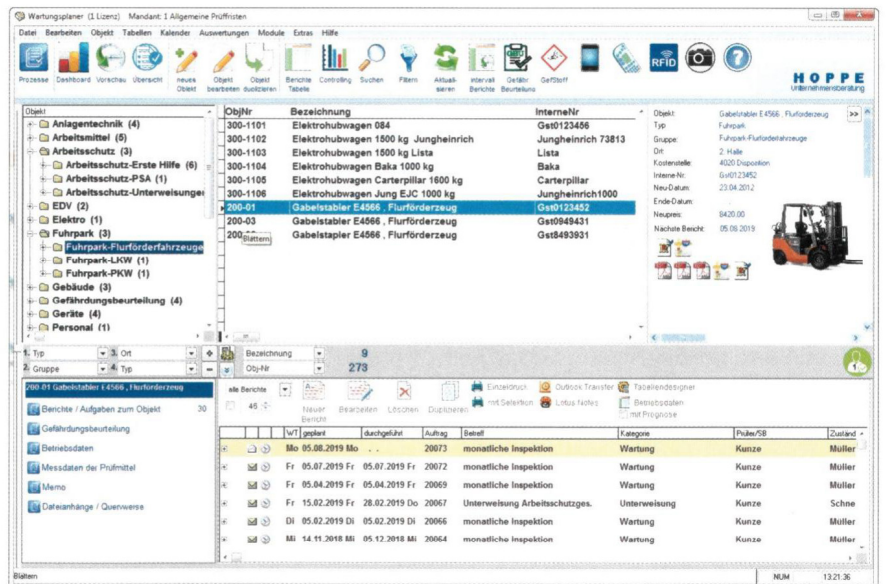 Wartungsplaner (1 Lizenz) Mandant: 1 Allgemeine Prüffristen
Datei Bearbeiten Objekt Tabellen Kalender Auswertungen Module Extras Hilfe
Prozesse Dashboard Vorschau Übersicht neues Objekt Objekt bearbeiten Objekt duplizieren Berichte Tabelle Controlling Suchen Filtern Aktuali-sieren Intervall Berichte Gefähr Beurteilung GefStoff
RFID
HOPPE
Unternehmensberatung
Objekt
Anlagentechnik (4)
Arbeitsmittel (5)
Arbeitsschutz (3)
Arbeitsschutz-Erste Hilfe (6)
Arbeitsschutz-PSA (1)
Arbeitsschutz-Unterweisungen
EDV (2)
Elektro (1)
Fuhrpark (3)
Fuhrpark-Flurförderfahrzeuge
Fuhrpark-LKW (1)
Fuhrpark-PKW (1)
Gebäude (3)
Gefährdungsbeurteilung (4)
Geräte (4)
Personal (1)
ObjNr Bezeichnung InterneNr
300-1101 Elektrohubwagen 084 Gst0123456
300-1102 Elektrohubwagen 1500 kg Jungheinrich Jungheinrich 73813
300-1103 Elektrohubwagen 1500 kg Lista Lista
300-1104 Elektrohubwagen Baka 1000 kg Baka
300-1105 Elektrohubwagen Carterpillar 1600 kg Carterpillar
300-1106 Elektrohubwagen Jung EJC 1000 kg Jungheinrich1000
200-01 Gabelstabler E4566 , Flurförderzeug Gst0123452
200-03 Gabelstabler E4566 , Flurförderzeug Gst0949431
200- Gabelstapler E4566 , Flurförderzeug Gst8493931
Blättern
Objekt: Gabelstabler E4566 , Flurförderzeug >>
Typ: Fuhrpark
Gruppe: Fuhrpark-Flurförderfahrzeuge
Ort: 2. Halle
Kostenstelle: 4020 Disposition
Interne-Nr: Gst0123452
Neu-Datum: 23.04.2012
Ende-Datum:
Neupreis: 8420.00
Nächste Bericht: 05.08.2019
1. Typ 3. Ort Bezeichnung 9
2. Gruppe 4. Typ Obj-Nr 273
200-01 Gabelstabler E4566 , Flurförderzeug
Berichte / Aufgaben zum Objekt 30
Gefährdungsbeurteilung
Betriebsdaten
Messdaten der Prüfmittel
Memo
Dateianhänge / Querverweise
alle Berichte
46
Neuer Bericht Bearbeiten Löschen Duplizieren
Einzeldruck Outlook Transfer Tabellendesigner
mit Selektion Lotus Notes Betriebsdaten
mit Prognose
WT geplant durchgeführt Auftrag Betreff Kategorie Prüfer/SB Zuständ
Mo 05.08.2019 Mo . . 20073 monatliche Inspektion Wartung Kunze Müller
Fr 05.07.2019 Fr 05.07.2019 Fr 20072 monatliche Inspektion Wartung Kunze Müller
Fr 05.04.2019 Fr 05.04.2019 Fr 20069 monatliche Inspektion Wartung Kunze Müller
Fr 15.02.2019 Fr 28.02.2019 Do 20067 Unterweisung Arbeitsschutzges. Unterweisung Kunze Schne
Di 05.02.2019 Di 05.02.2019 Di 20066 monatliche Inspektion Wartung Kunze Müller
Mi 14.11.2018 Mi 05.12.2018 Mi 20064 monatliche Inspektion Wartung Kunze Müller
Blättern NUM 13:21:36